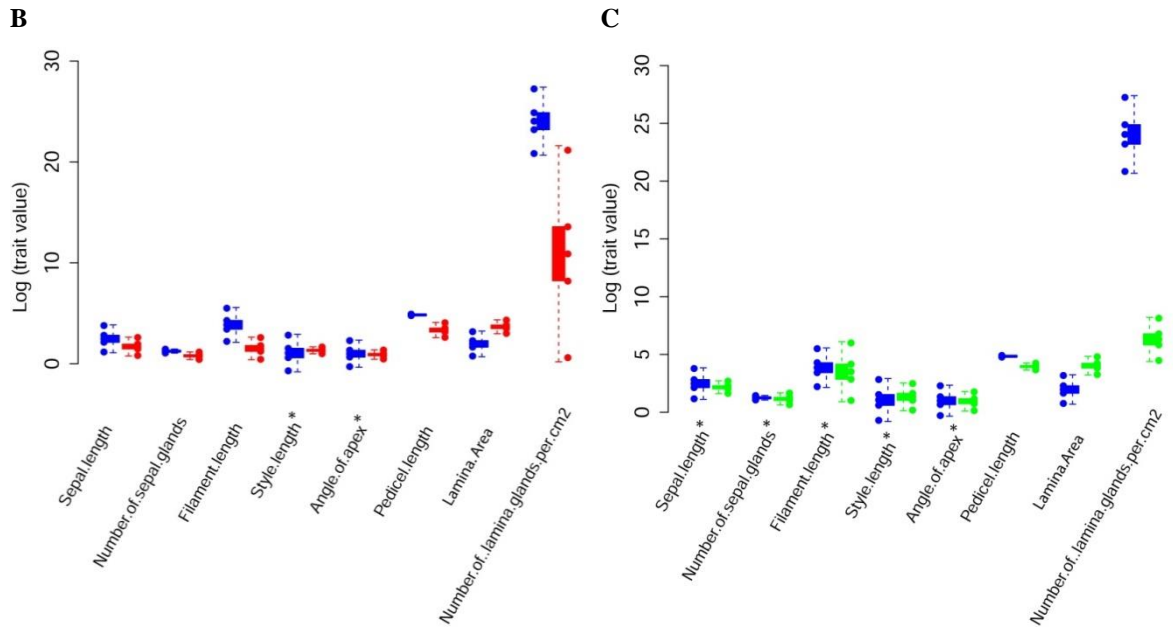 B
C
Log (trait value)
30
20
10
0
Sepal.length
Number.of.sepal.glands
Filament.length
Style.length *
Angle.of.apex *
Pedicel.length
Lamina.Area
Number.of..lamina.glands.per.cm2
Log (trait value)
30
25
20
15
10
5
0
Sepal.length *
Number.of.sepal.glands *
Filament.length *
Style.length *
Angle.of.apex *
Pedicel.length
Lamina.Area
Number.of..lamina.glands.per.cm2